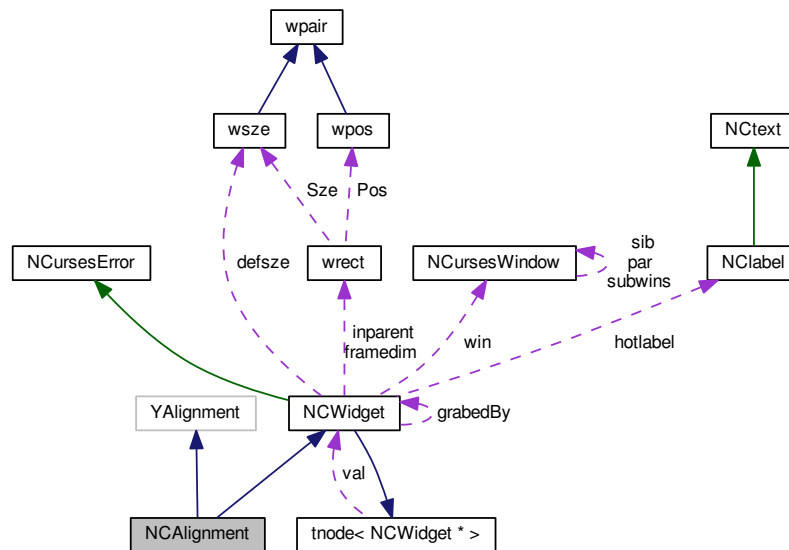 wpair
wsze
wpos
NCtext
Sze
Pos
sib
par
subwins
NCursesError
defsze
wrect
NCursesWindow
NClabel
inparent
framedim
win
hotlabel
YAlignment
NCWidget
grabedBy
val
NCAlignment
tnode< NCWidget * >